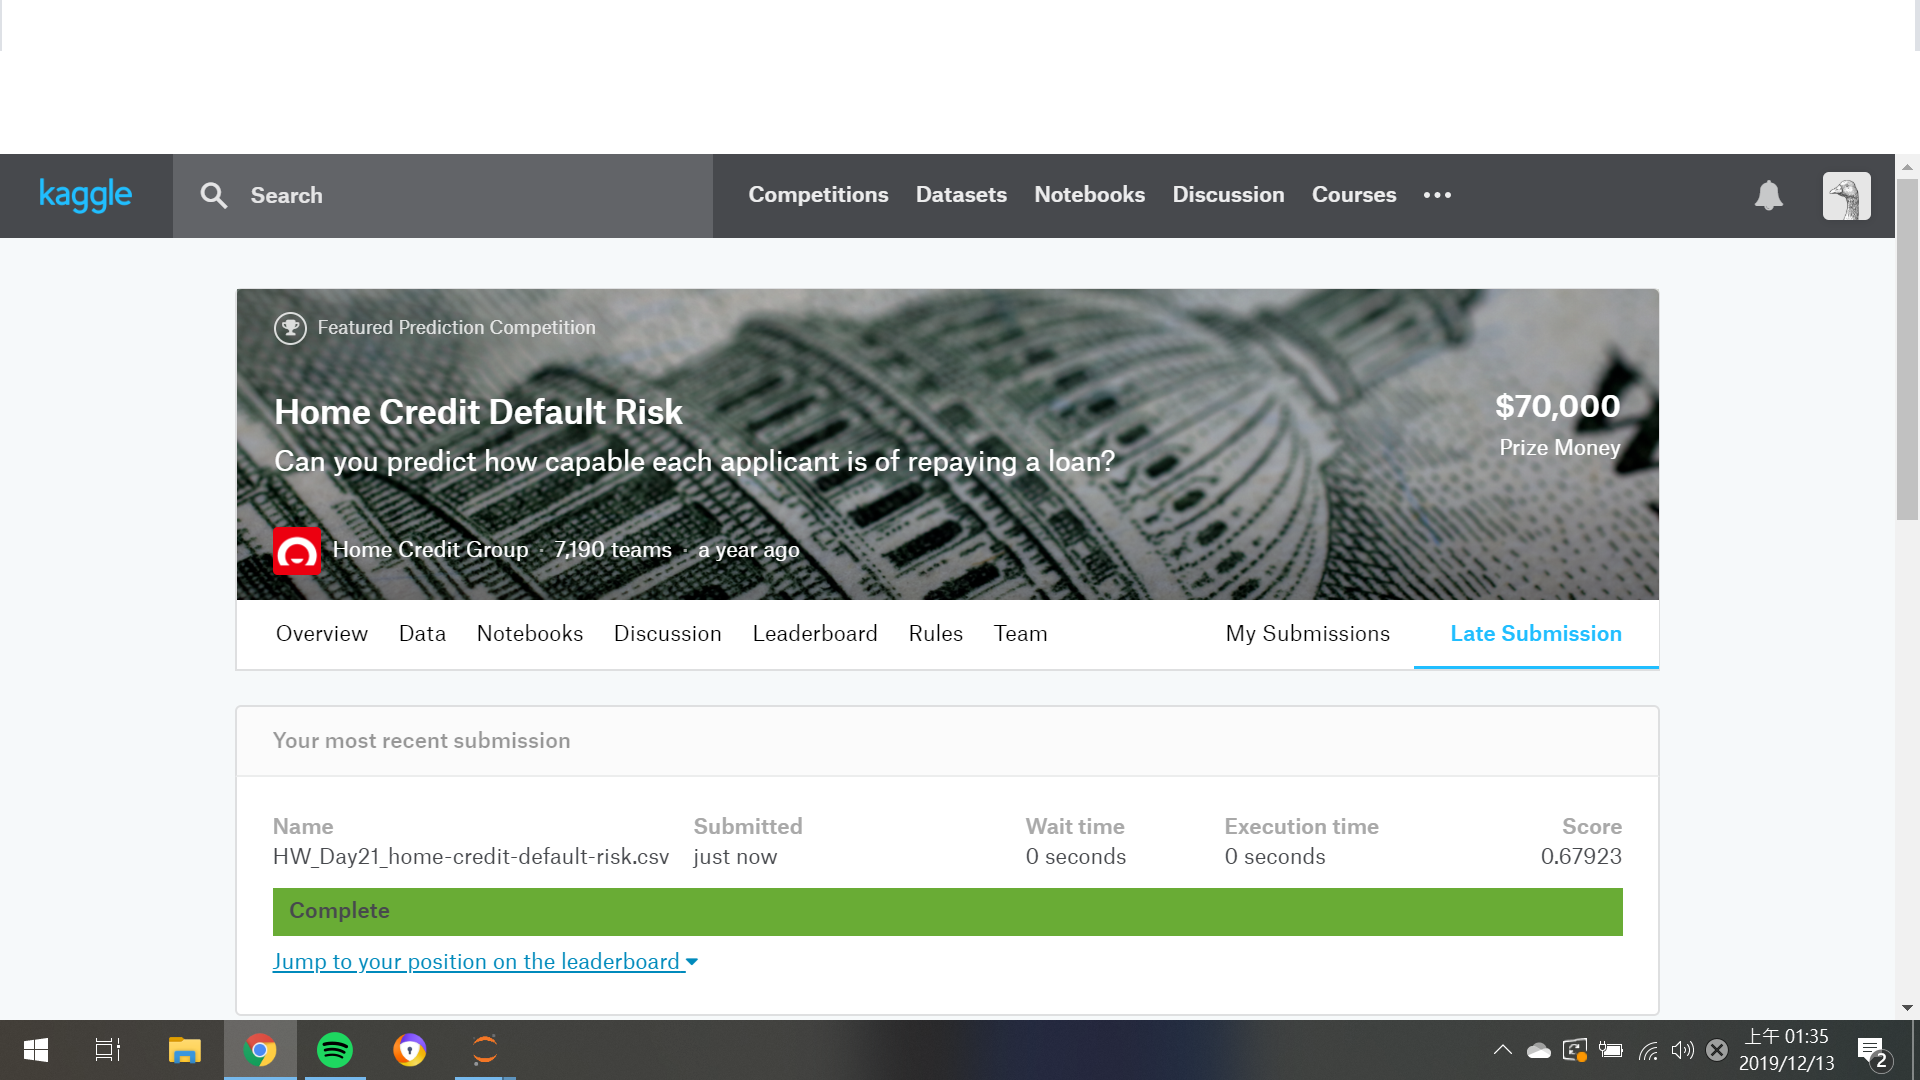 kaggle
Search
Competitions Datasets Notebooks Discussion Courses •••
Featured Prediction Competition
Home Credit Default Risk
Can you predict how capable each applicant is of repaying a loan?
$70,000
Prize Money
Home Credit Group · 7,190 teams · a year ago
Overview Data Notebooks Discussion Leaderboard Rules Team My Submissions Late Submission
Your most recent submission
Name Submitted Wait time Execution time Score
HW_Day21_home-credit-default-risk.csv just now 0 seconds 0 seconds 0.67923
Complete
Jump to your position on the leaderboard
上午 01:35
2019/12/13
2